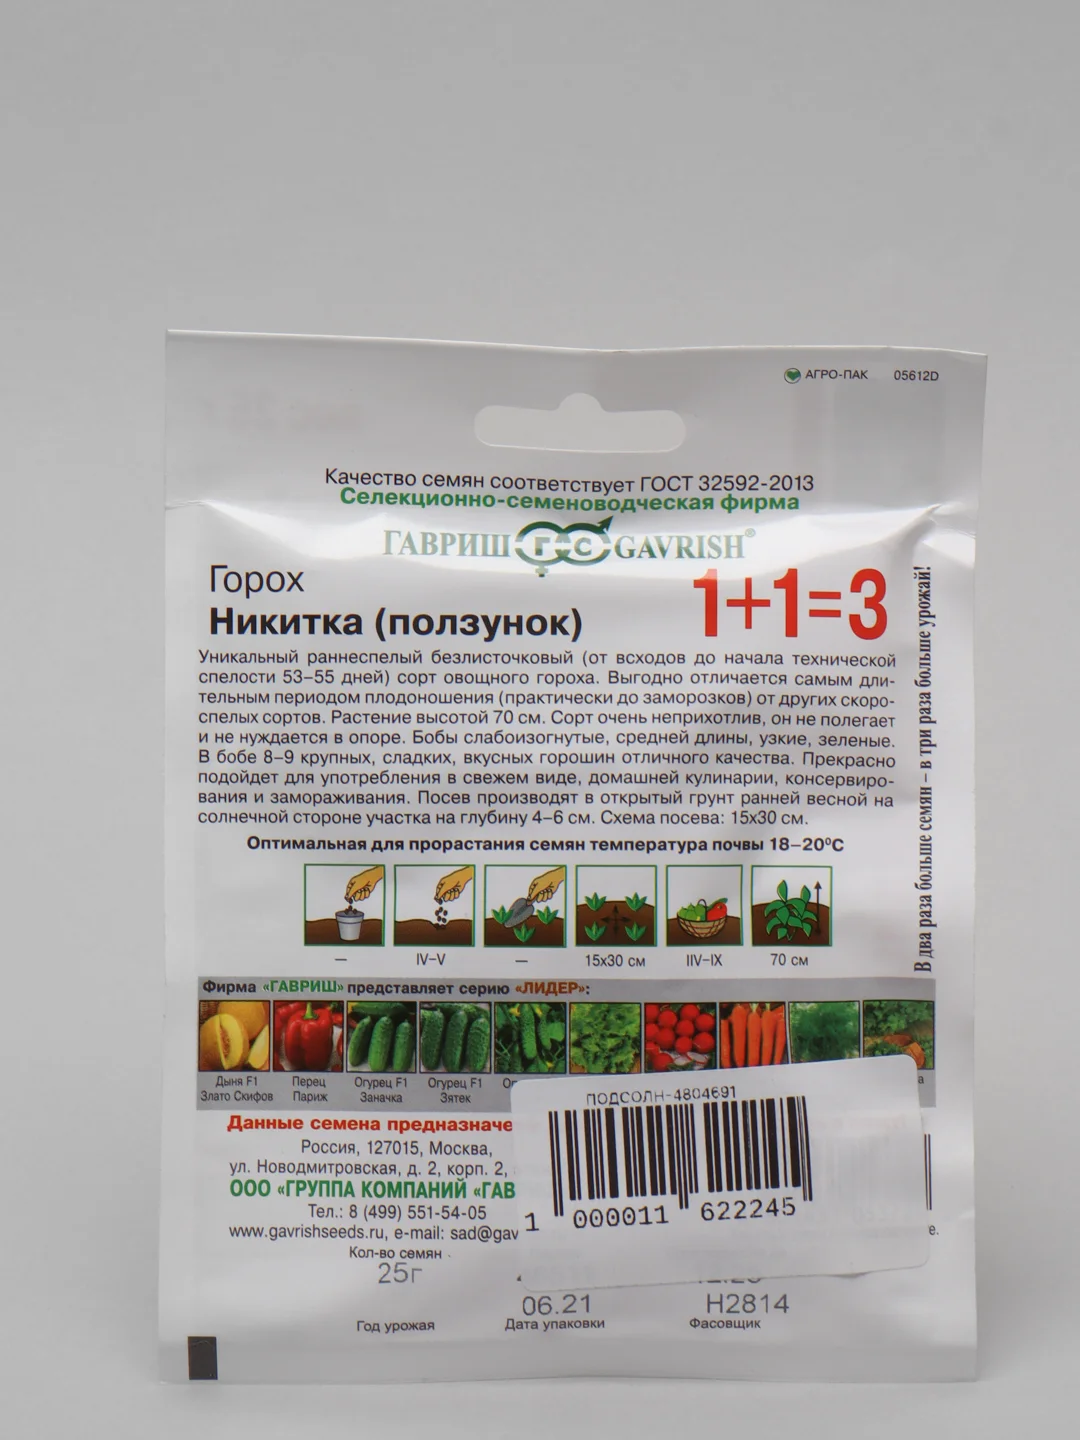 АГРО-ПАК 05612D
Качество семян соответствует ГОСТ 32592-2013
Селекционно-семеноводческая фирма
ГАВРИШ ГС GAVRISH®
Горох
Никитка (ползунок)
1+1=3
Уникальный раннеспелый безлисточковый (от всходов до начала технической
спелости 53–55 дней) сорт овощного гороха. Выгодно отличается самым дли-
тельным периодом плодоношения (практически до заморозков) от других скоро-
спелых сортов. Растение высотой 70 см. Сорт очень неприхотлив, он не полегает
и не нуждается в опоре. Бобы слабоизогнутые, средней длины, узкие, зеленые.
В бобе 8–9 крупных, сладких, вкусных горошин отличного качества. Прекрасно
подойдет для употребления в свежем виде, домашней кулинарии, консервиро-
вания и замораживания. Посев производят в открытый грунт ранней весной на
солнечной стороне участка на глубину 4–6 см. Схема посева: 15х30 см.
В два раза больше семян – в три раза больше урожай!
Оптимальная для прорастания семян температура почвы 18–20⁰С
— IV–V — 15х30 см IIV–IX 70 см
Фирма «ГАВРИШ» представляет серию «ЛИДЕР»:
Дыня F1 Перец Огурец F1 Огурец F1
Злато Скифов Париж Заначка Зятек
Данные семена предназначе
Россия, 127015, Москва,
ул. Новодмитровская, д. 2, корп. 2,
ООО «ГРУППА КОМПАНИЙ «ГАВ
Тел.: 8 (499) 551-54-05
www.gavrishseeds.ru, e-mail: sad@gav
ПОДСОЛН-4804691
1 000011 622245
Кол-во семян
25г
06.21 Н2814
Год урожая Дата упаковки Фасовщик